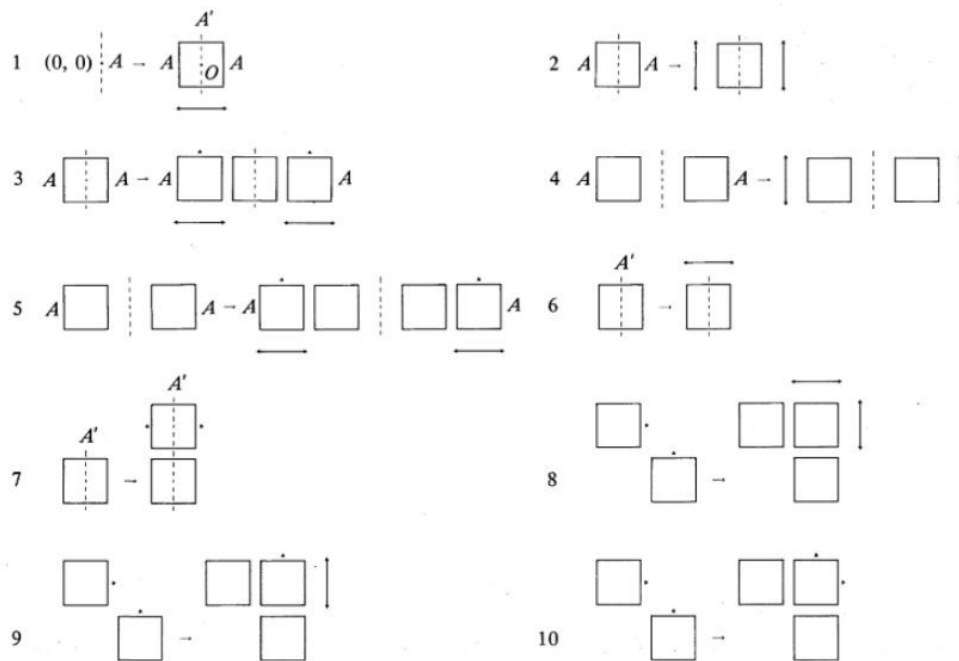 A'
1 (0, 0) A → A O A
2 A A →
3 A A → A A
4 A A →
5 A A → A A
6 A' →
A'
7 A' →
8 →
9 →
10 →